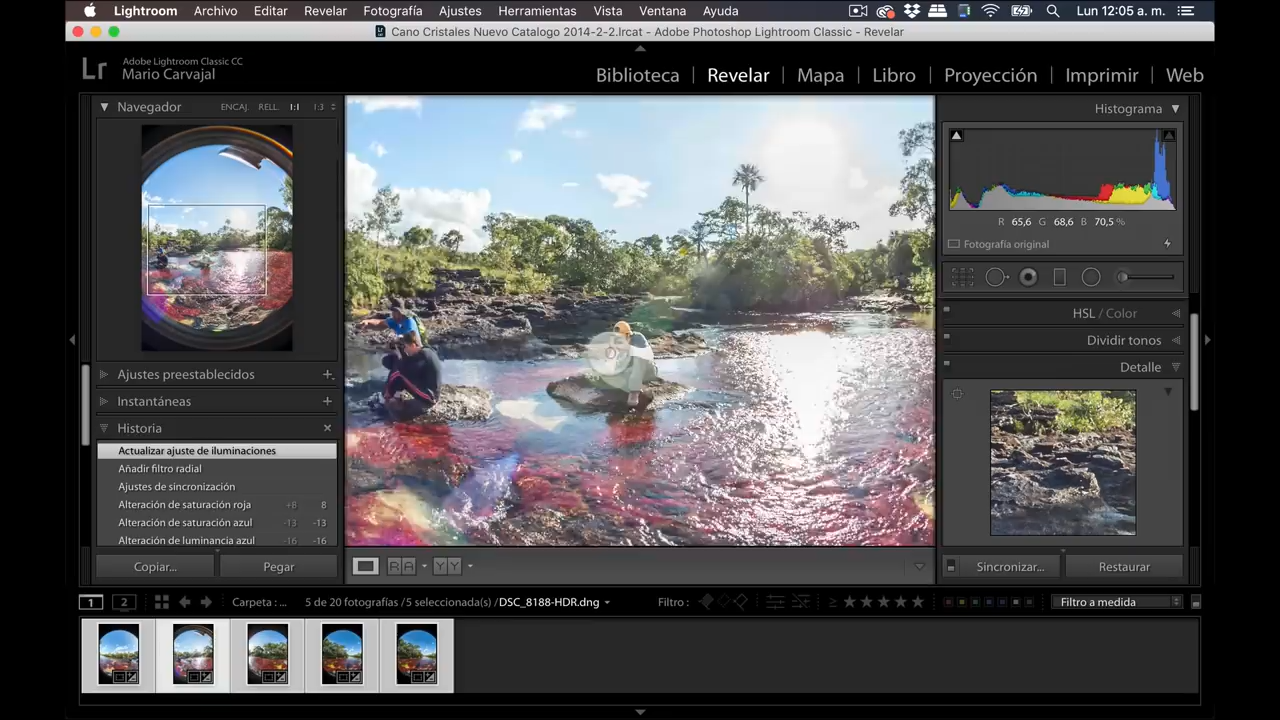 Lightroom Archivo Editar Revelar Fotografía Ajustes Herramientas Vista Ventana Ayuda Lun 12:05 a. m.
Cano Cristales Nuevo Catalogo 2014-2-2.lrcat - Adobe Photoshop Lightroom Classic - Revelar
Lr Adobe Lightroom Classic CC
Mario Carvajal
Biblioteca | Revelar | Mapa | Libro | Proyección | Imprimir | Web
Navegador ENCAJ. RELL. 1:1 1:3
Ajustes preestablecidos +
Instantáneas +
Historia ×
Actualizar ajuste de iluminaciones
Añadir filtro radial
Ajustes de sincronización
Alteración de saturación roja +8 8
Alteración de saturación azul -13 -13
Alteración de luminancia azul -16 -16
Copiar... Pegar
R A Y Y
Histograma
R 65,6 G 68,6 B 70,5 %
Fotografía original
HSL / Color
Dividir tonos
Detalle
Sincronizar... Restaurar
1 2 Carpeta : ... 5 de 20 fotografías /5 seleccionada(s) /DSC_8188-HDR.dng Filtro : ≥ Filtro a medida